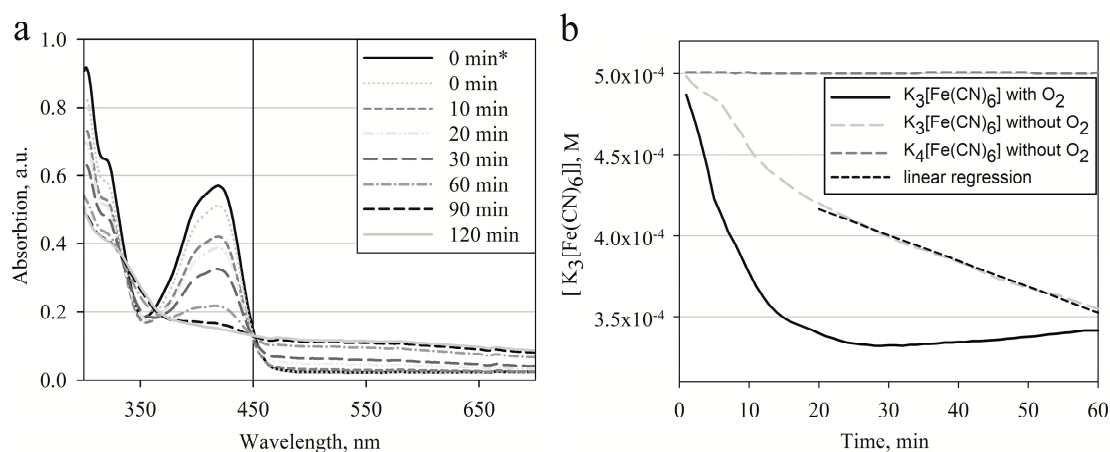 a
Absorbtion, a.u.
1.0
0.8
0.6
0.4
0.2
0.0
350
450
550
650
Wavelength, nm
0 min*
0 min
10 min
20 min
30 min
60 min
90 min
120 min
b
[K3[Fe(CN)6]], M
5.0x10-4
4.5x10-4
4.0x10-4
3.5x10-4
0
10
20
30
40
50
60
Time, min
K3[Fe(CN)6] with O2
K3[Fe(CN)6] without O2
K4[Fe(CN)6] without O2
linear regression